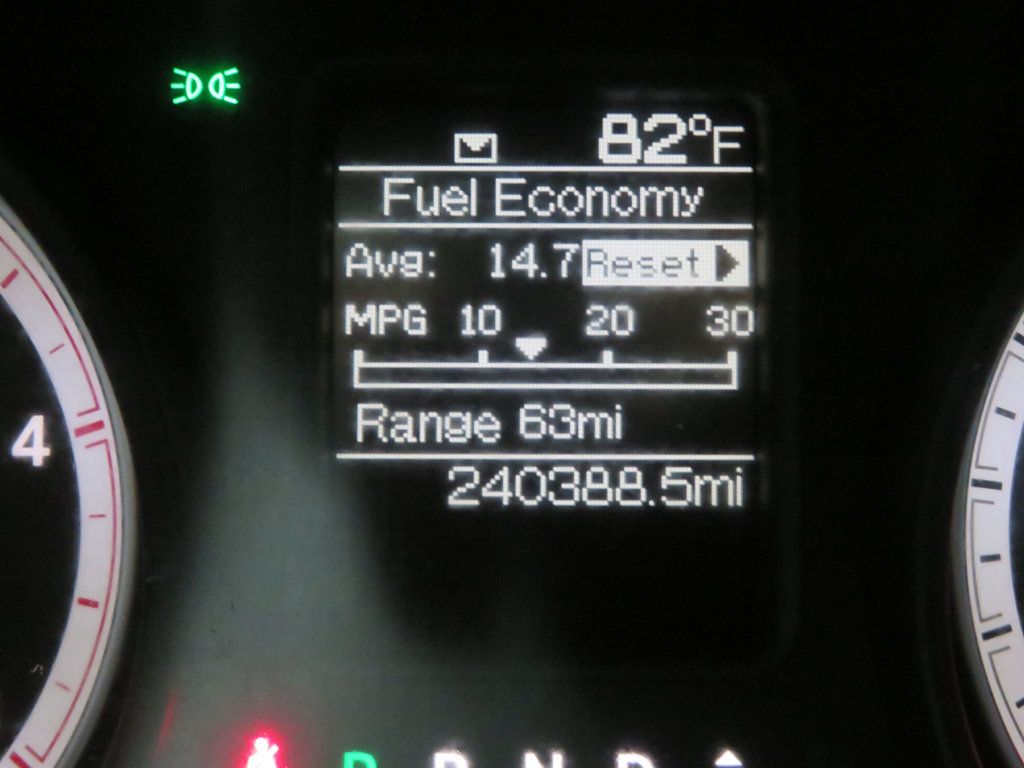 82°F
Fuel Economy
Avg: 14.7 Reset
MPG 10 20 30
Range 63mi
240388.5mi
4
P R N D